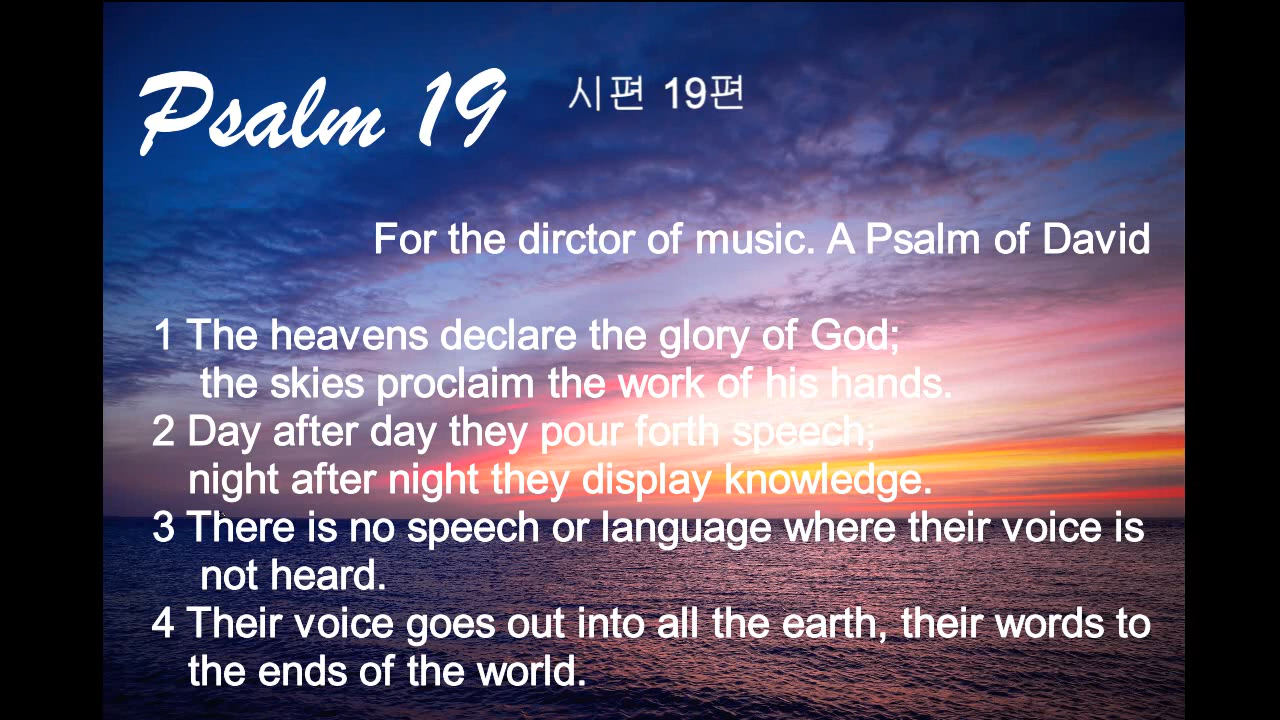 Psalm 19 시편 19편
For the dirctor of music. A Psalm of David
1 The heavens declare the glory of God;
the skies proclaim the work of his hands.
2 Day after day they pour forth speech;
night after night they display knowledge.
3 There is no speech or language where their voice is
not heard.
4 Their voice goes out into all the earth, their words to
the ends of the world.